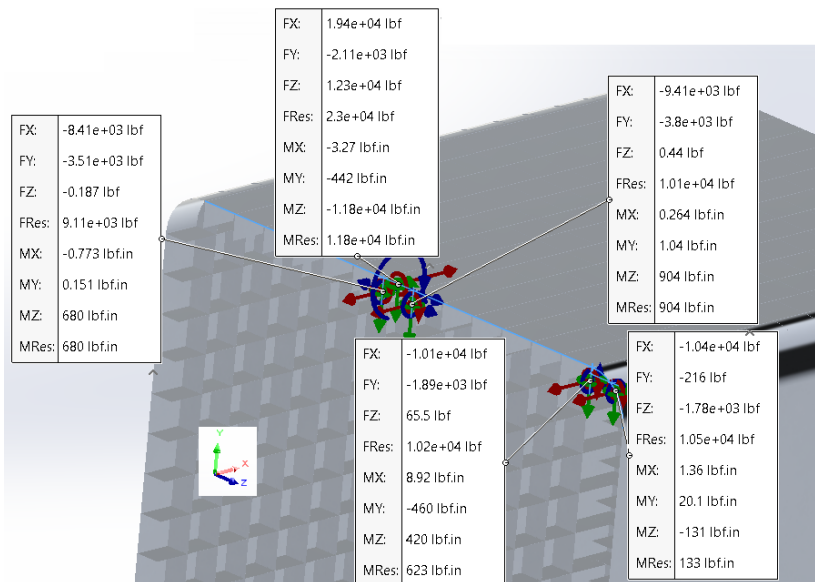 FX: 1.94e+04 lbf
FY: -2.11e+03 lbf
FZ: 1.23e+04 lbf
FRes: 2.3e+04 lbf
MX: -3.27 lbf.in
MY: -442 lbf.in
MZ: -1.18e+04 lbf.in
MRes: 1.18e+04 lbf.in
FX: -9.41e+03 lbf
FY: -3.8e+03 lbf
FZ: 0.44 lbf
FRes: 1.01e+04 lbf
MX: 0.264 lbf.in
MY: 1.04 lbf.in
MZ: 904 lbf.in
MRes: 904 lbf.in
FX: -8.41e+03 lbf
FY: -3.51e+03 lbf
FZ: -0.187 lbf
FRes: 9.11e+03 lbf
MX: -0.773 lbf.in
MY: 0.151 lbf.in
MZ: 680 lbf.in
MRes: 680 lbf.in
FX: -1.01e+04 lbf
FY: -1.89e+03 lbf
FZ: 65.5 lbf
FRes: 1.02e+04 lbf
MX: 8.92 lbf.in
MY: -460 lbf.in
MZ: 420 lbf.in
MRes: 623 lbf.in
FX: -1.04e+04 lbf
FY: -216 lbf
FZ: -1.78e+03 lbf
FRes: 1.05e+04 lbf
MX: 1.36 lbf.in
MY: 20.1 lbf.in
MZ: -131 lbf.in
MRes: 133 lbf.in
Y
X
Z